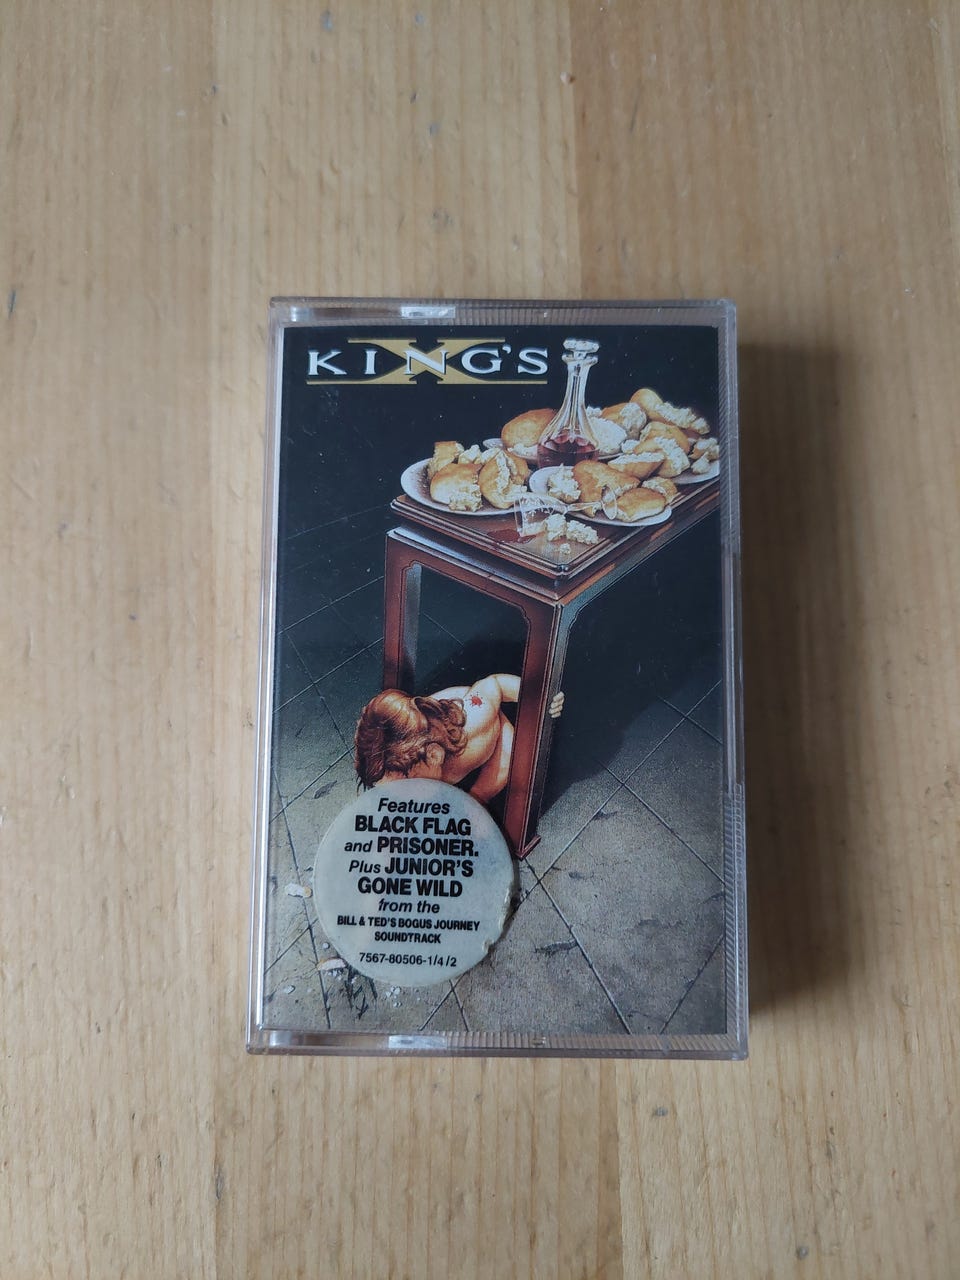 KING'S X
Features
BLACK FLAG
and PRISONER.
Plus JUNIOR'S
GONE WILD
from the
BILL & TED'S BOGUS JOURNEY
SOUNDTRACK
7567-80506-1/4/2